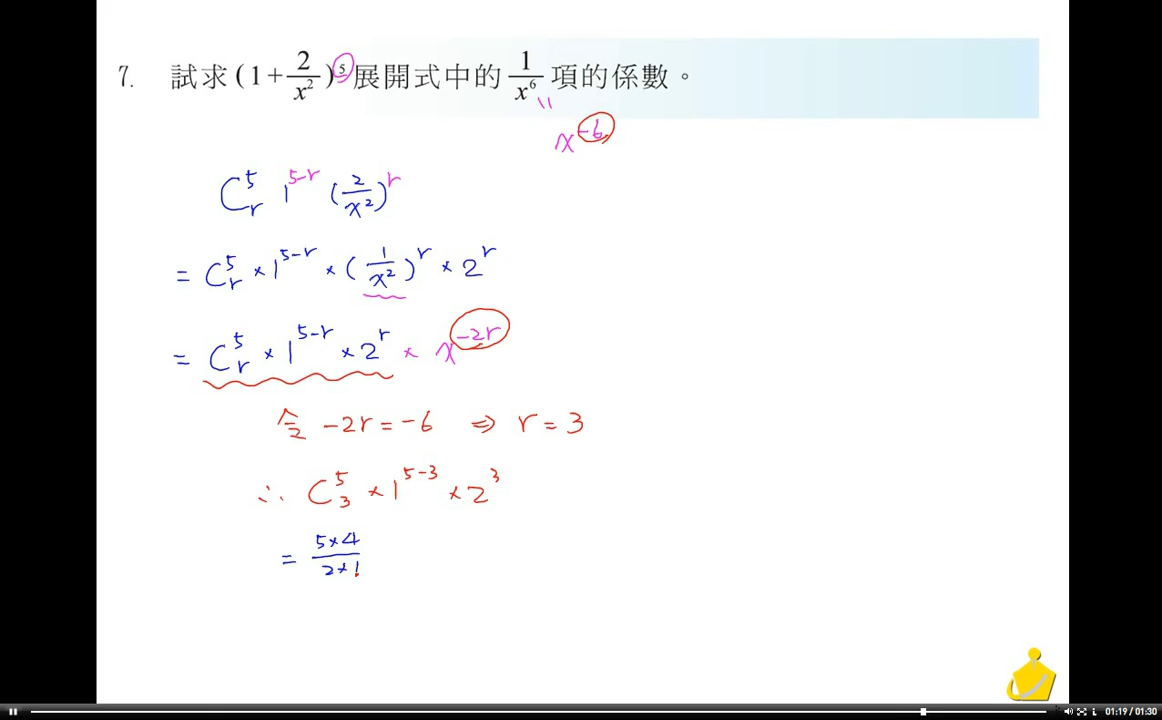 7. 試求(1+2/x²)⁵展開式中的 1/x⁶ 項的係數。
"
x⁻⁶
C⁵ᵣ 1⁵⁻ʳ (2/x²)ʳ
= C⁵ᵣ × 1⁵⁻ʳ × (1/x²)ʳ × 2ʳ
= C⁵ᵣ × 1⁵⁻ʳ × 2ʳ × x⁻²ʳ
令 -2r = -6 ⇒ r = 3
∴ C⁵₃ × 1⁵⁻³ × 2³
= 5×4/2×1
01:19 / 01:30